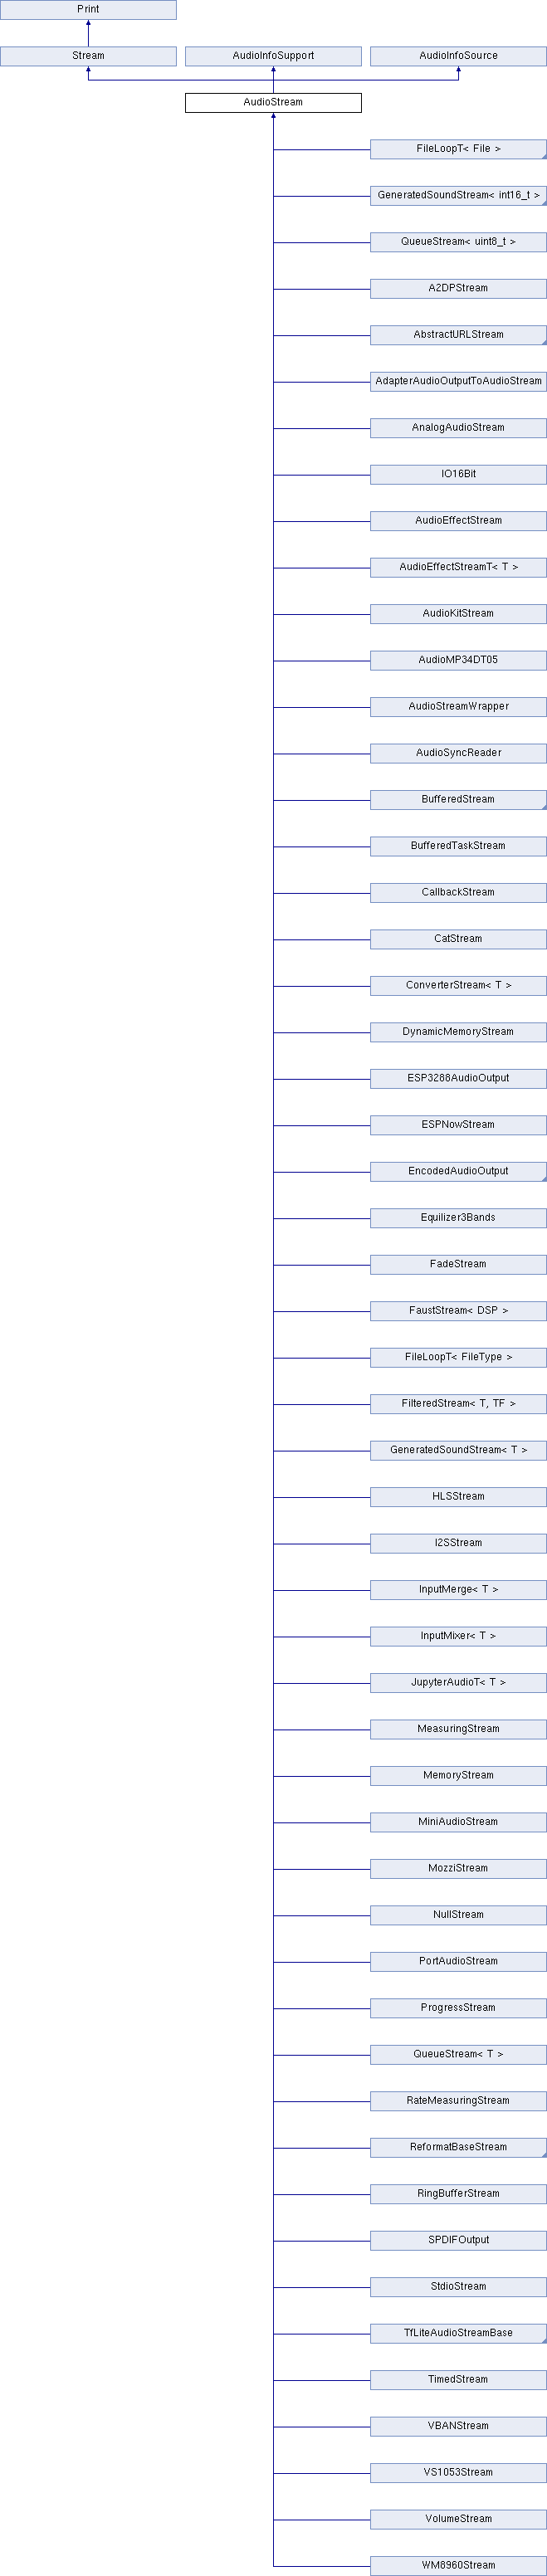 Print
Stream AudioInfoSupport AudioInfoSource
AudioStream
FileLoopT< File >
GeneratedSoundStream< int16_t >
QueueStream< uint8_t >
A2DPStream
AbstractURLStream
AdapterAudioOutputToAudioStream
AnalogAudioStream
IO16Bit
AudioEffectStream
AudioEffectStreamT< T >
AudioKitStream
AudioMP34DT05
AudioStreamWrapper
AudioSyncReader
BufferedStream
BufferedTaskStream
CallbackStream
CatStream
ConverterStream< T >
DynamicMemoryStream
ESP3288AudioOutput
ESPNowStream
EncodedAudioOutput
Equilizer3Bands
FadeStream
FaustStream< DSP >
FileLoopT< FileType >
FilteredStream< T, TF >
GeneratedSoundStream< T >
HLSStream
I2SStream
InputMerge< T >
InputMixer< T >
JupyterAudioT< T >
MeasuringStream
MemoryStream
MiniAudioStream
MozziStream
NullStream
PortAudioStream
ProgressStream
QueueStream< T >
RateMeasuringStream
ReformatBaseStream
RingBufferStream
SPDIFOutput
StdioStream
TfLiteAudioStreamBase
TimedStream
VBANStream
VS1053Stream
VolumeStream
WM8960Stream